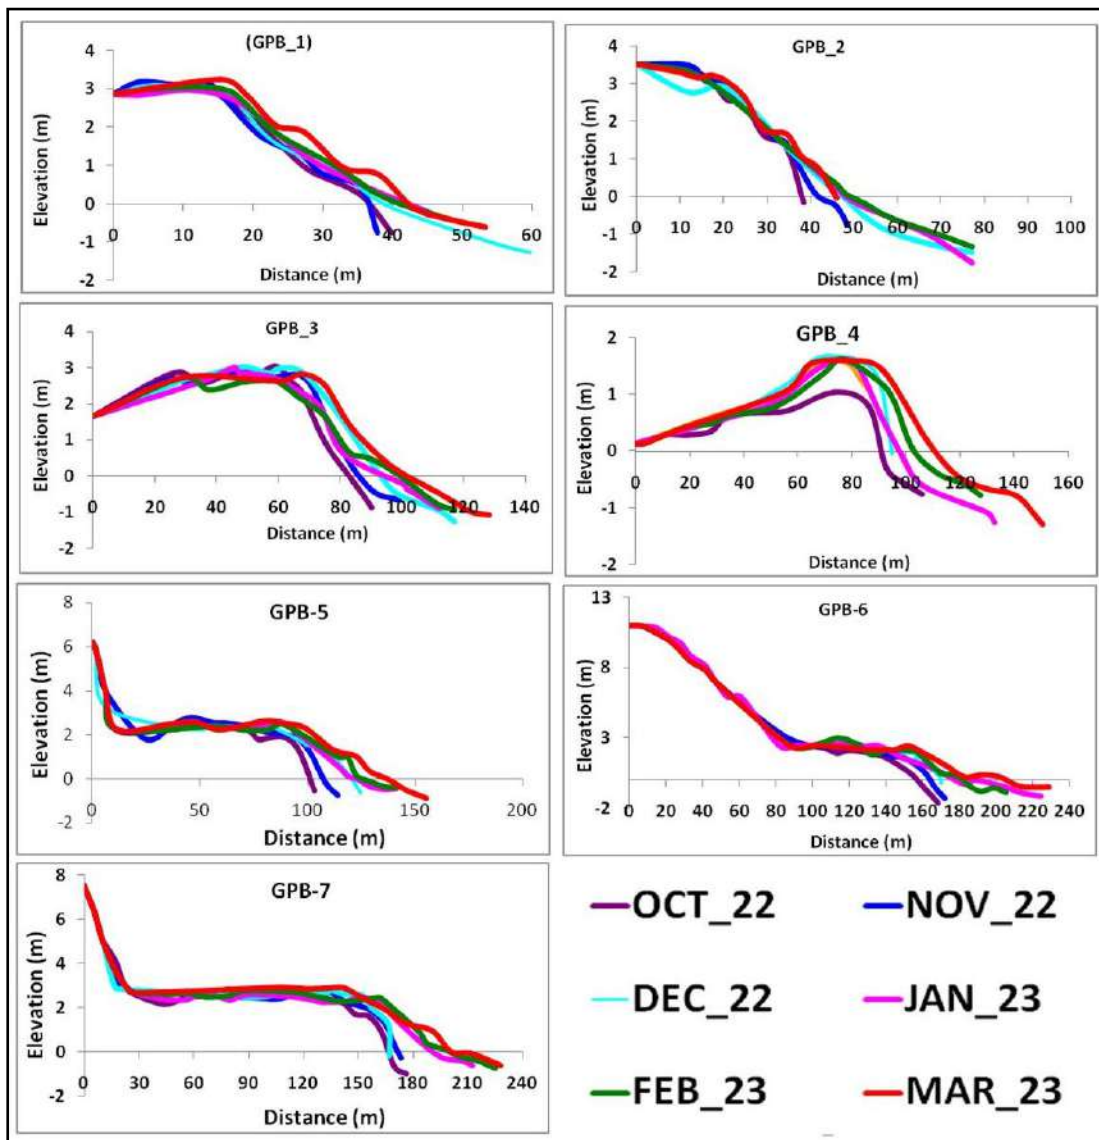 (GPB_1)
Elevation (m)
4
3
2
1
0
-1
-2
0 10 20 30 40 50 60
Distance (m)
GPB_2
Elevation (m)
4
3
2
1
0
-1
-2
0 10 20 30 40 50 60 70 80 90 100
Distance (m)
GPB_3
Elevation (m)
4
3
2
1
0
-1
-2
0 20 40 60 80 100 120 140
Distance (m)
GPB_4
Elevation (m)
2
1
0
-1
-2
0 20 40 60 80 100 120 140 160
Distance (m)
GPB-5
Elevation (m)
8
6
4
2
0
-2
0 50 100 150 200
Distance (m)
GPB-6
Elevation (m)
13
8
3
-2
0 20 40 60 80 100 120 140 160 180 200 220 240
Distance (m)
GPB-7
Elevation (m)
8
6
4
2
0
-2
0 30 60 90 120 150 180 210 240
Distance (m)
OCT_22 NOV_22
DEC_22 JAN_23
FEB_23 MAR_23